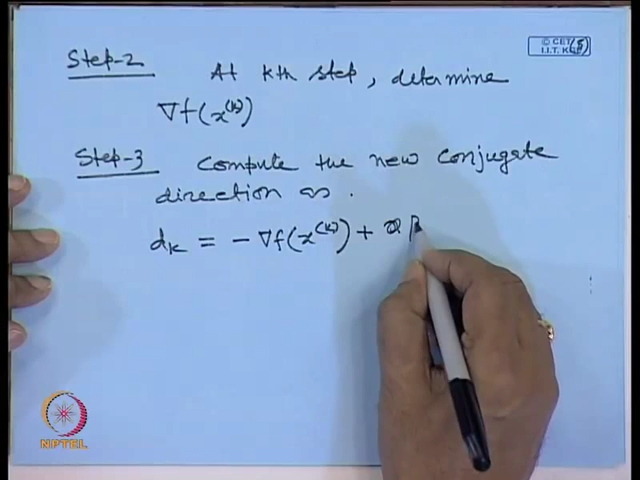 © CET
I.I.T. KGP
Step-2 At kth step, determine
∇f(x^(k))
Step-3 Compute the new conjugate
direction as.
d_k = - ∇f(x^(k)) +
NPTEL